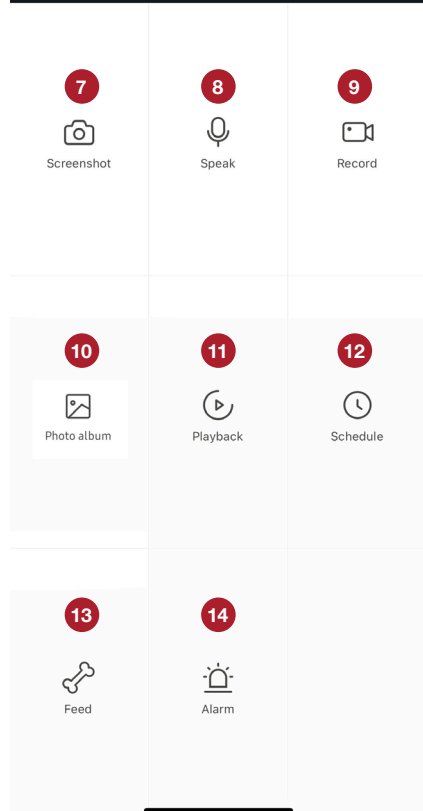 7 8 9
Screenshot Speak Record
10 11 12
Photo album Playback Schedule
13 14
Feed Alarm